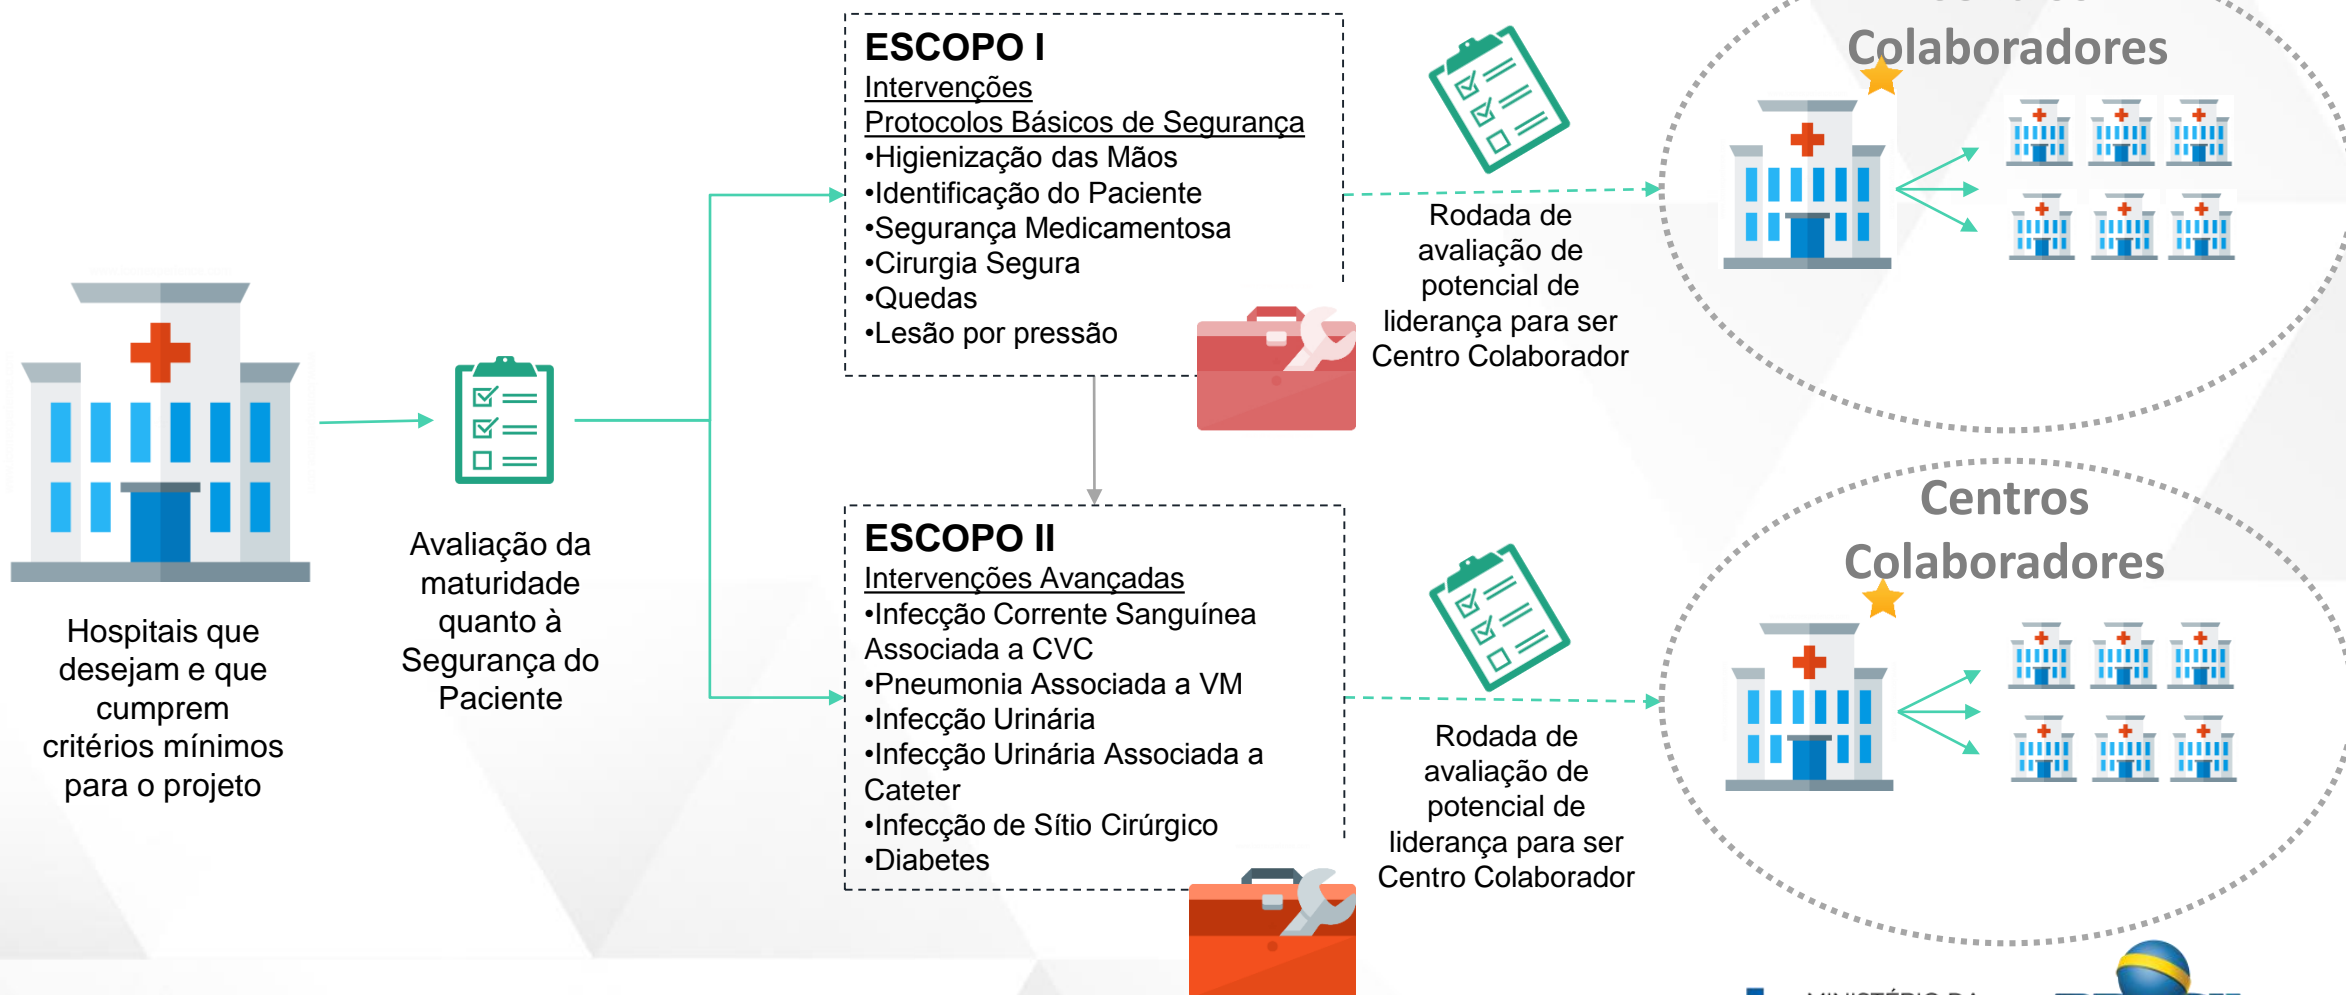 Hospitais que
desejam e que
cumprem
critérios mínimos
para o projeto
Avaliação da
maturidade
quanto à
Segurança do
Paciente
ESCOPO I
Intervenções
Protocolos Básicos de Segurança
•Higienização das Mãos
•Identificação do Paciente
•Segurança Medicamentosa
•Cirurgia Segura
•Quedas
•Lesão por pressão
Rodada de
avaliação de
potencial de
liderança para ser
Centro Colaborador
Colaboradores
ESCOPO II
Intervenções Avançadas
•Infecção Corrente Sanguínea
Associada a CVC
•Pneumonia Associada a VM
•Infecção Urinária
•Infecção Urinária Associada a
Cateter
•Infecção de Sítio Cirúrgico
•Diabetes
Rodada de
avaliação de
potencial de
liderança para ser
Centro Colaborador
Centros
Colaboradores
MINISTÉRIO DA